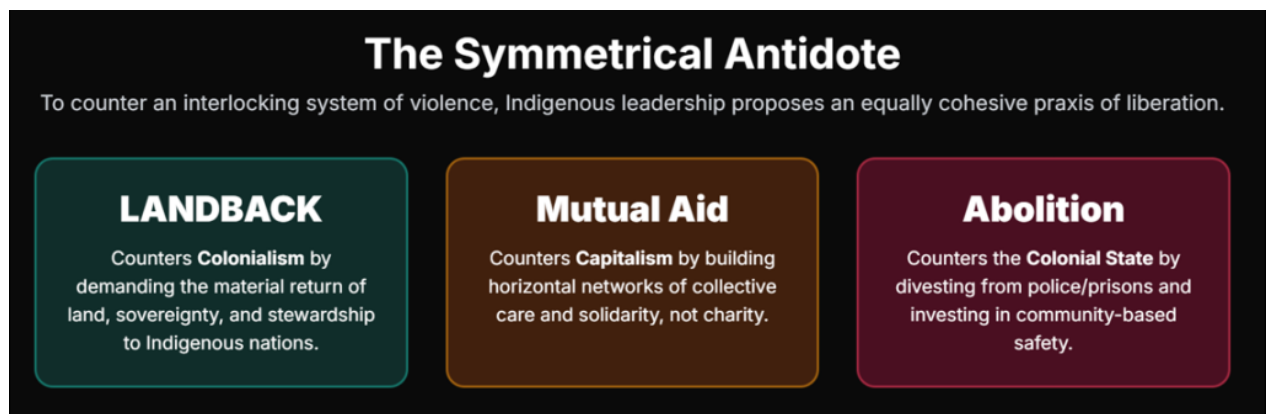 The Symmetrical Antidote
To counter an interlocking system of violence, Indigenous leadership proposes an equally cohesive praxis of liberation.
LANDBACK
Counters Colonialism by
demanding the material return of
land, sovereignty, and stewardship
to Indigenous nations.
Mutual Aid
Counters Capitalism by building
horizontal networks of collective
care and solidarity, not charity.
Abolition
Counters the Colonial State by
divesting from police/prisons and
investing in community-based
safety.